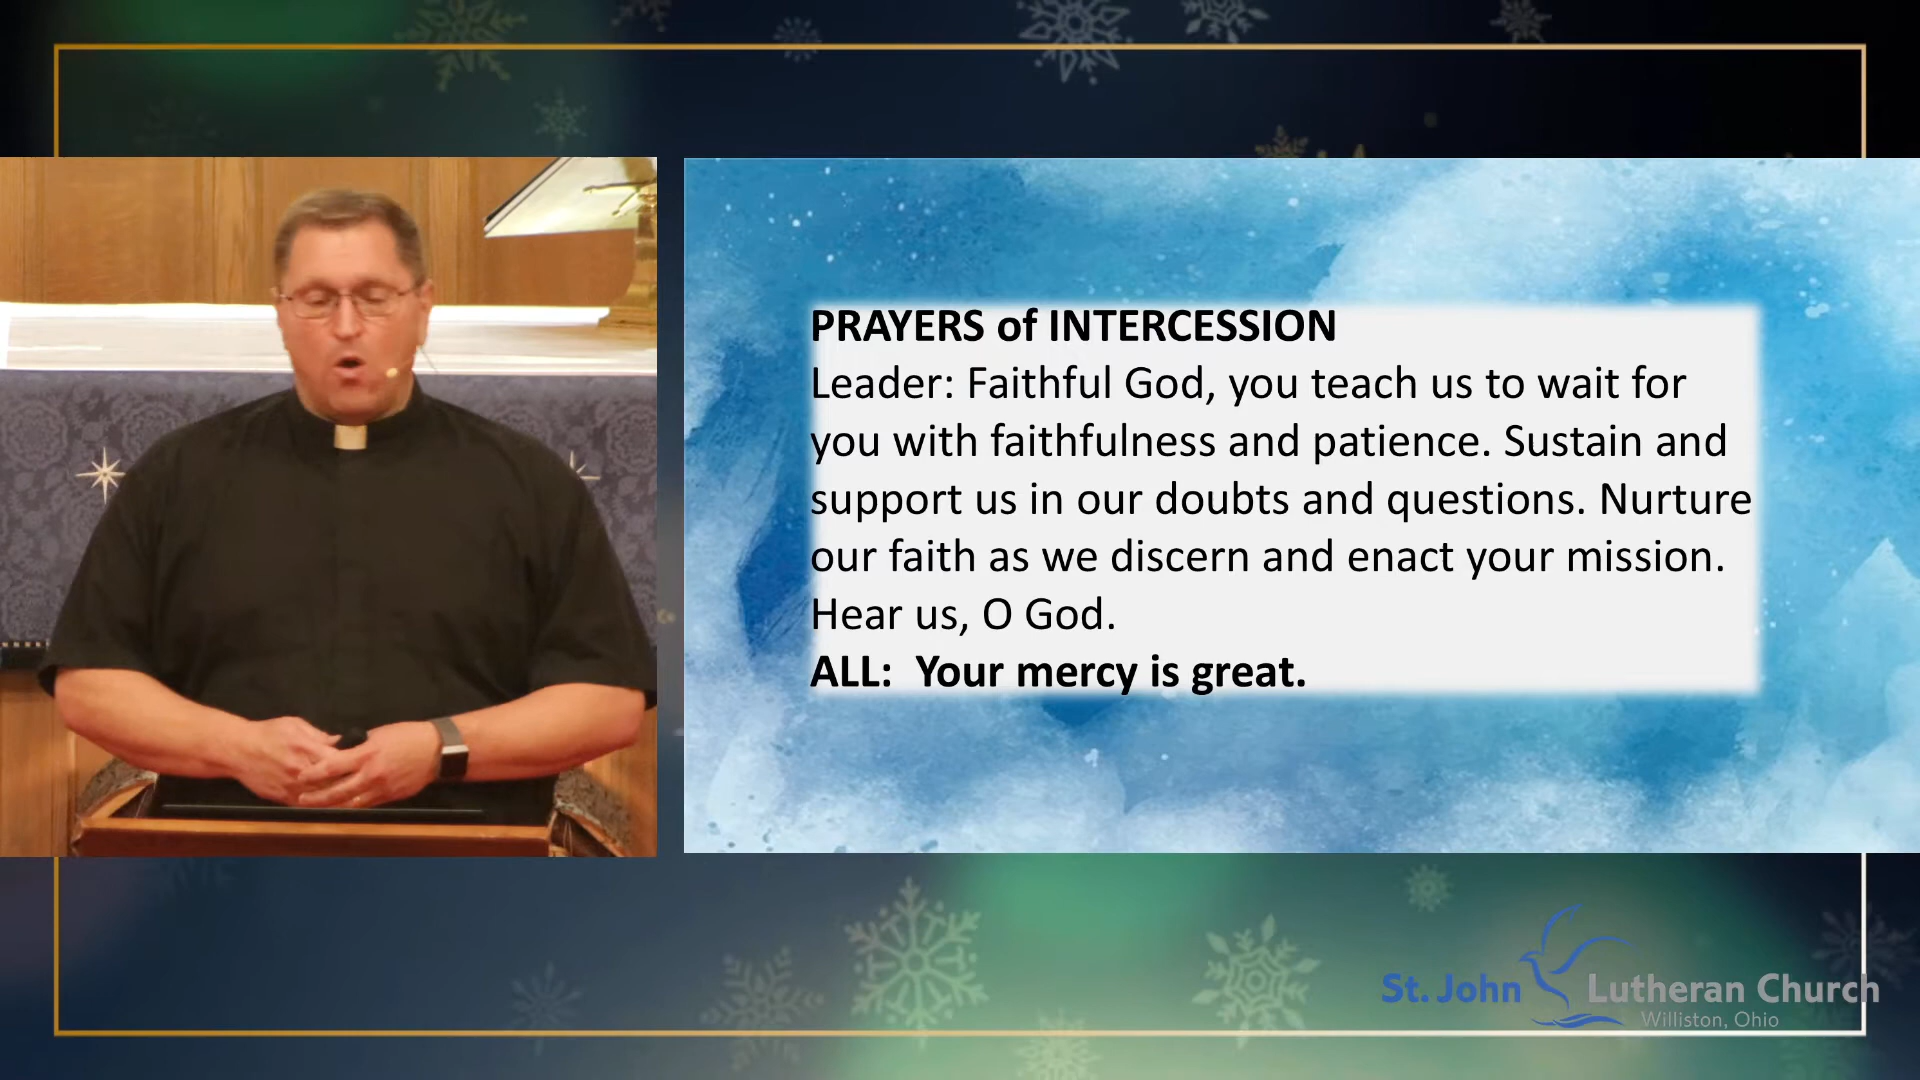 PRAYERS of INTERCESSION
Leader: Faithful God, you teach us to wait for
you with faithfulness and patience. Sustain and
support us in our doubts and questions. Nurture
our faith as we discern and enact your mission.
Hear us, O God.
ALL:  Your mercy is great.
St. John Lutheran Church
Williston, Ohio